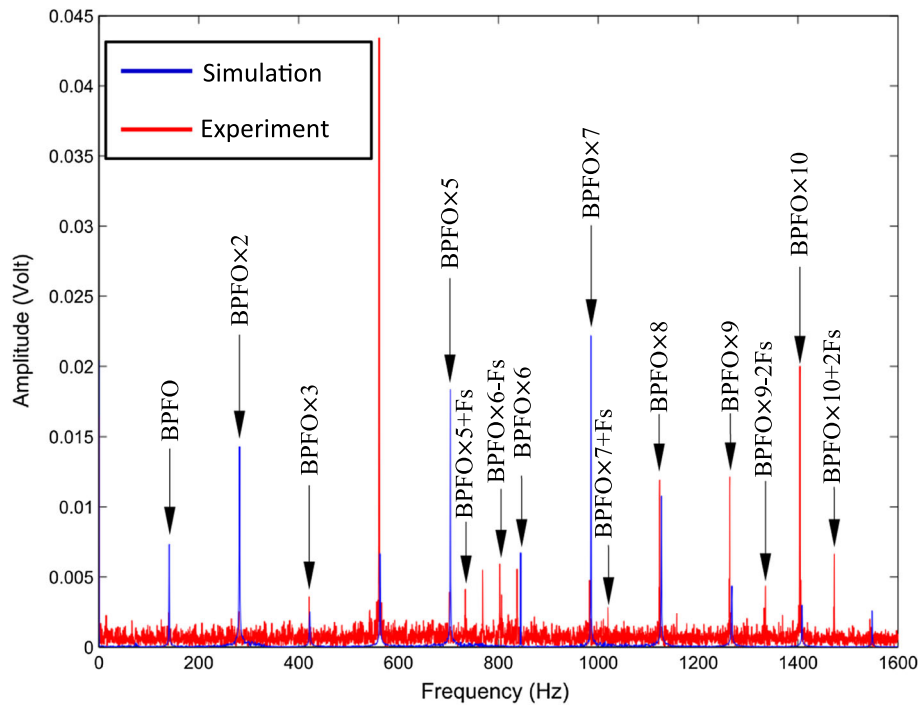 Simulation
Experiment
BPFO
BPFO×2
BPFO×3
BPFO×5
BPFO×5+Fs
BPFO×6-Fs
BPFO×6
BPFO×7
BPFO×7+Fs
BPFO×8
BPFO×9
BPFO×9-2Fs
BPFO×10
BPFO×10+2Fs
Amplitude (Volt)
0.045
0.04
0.035
0.03
0.025
0.02
0.015
0.01
0.005
0
0 200 400 600 800 1000 1200 1400 1600
Frequency (Hz)